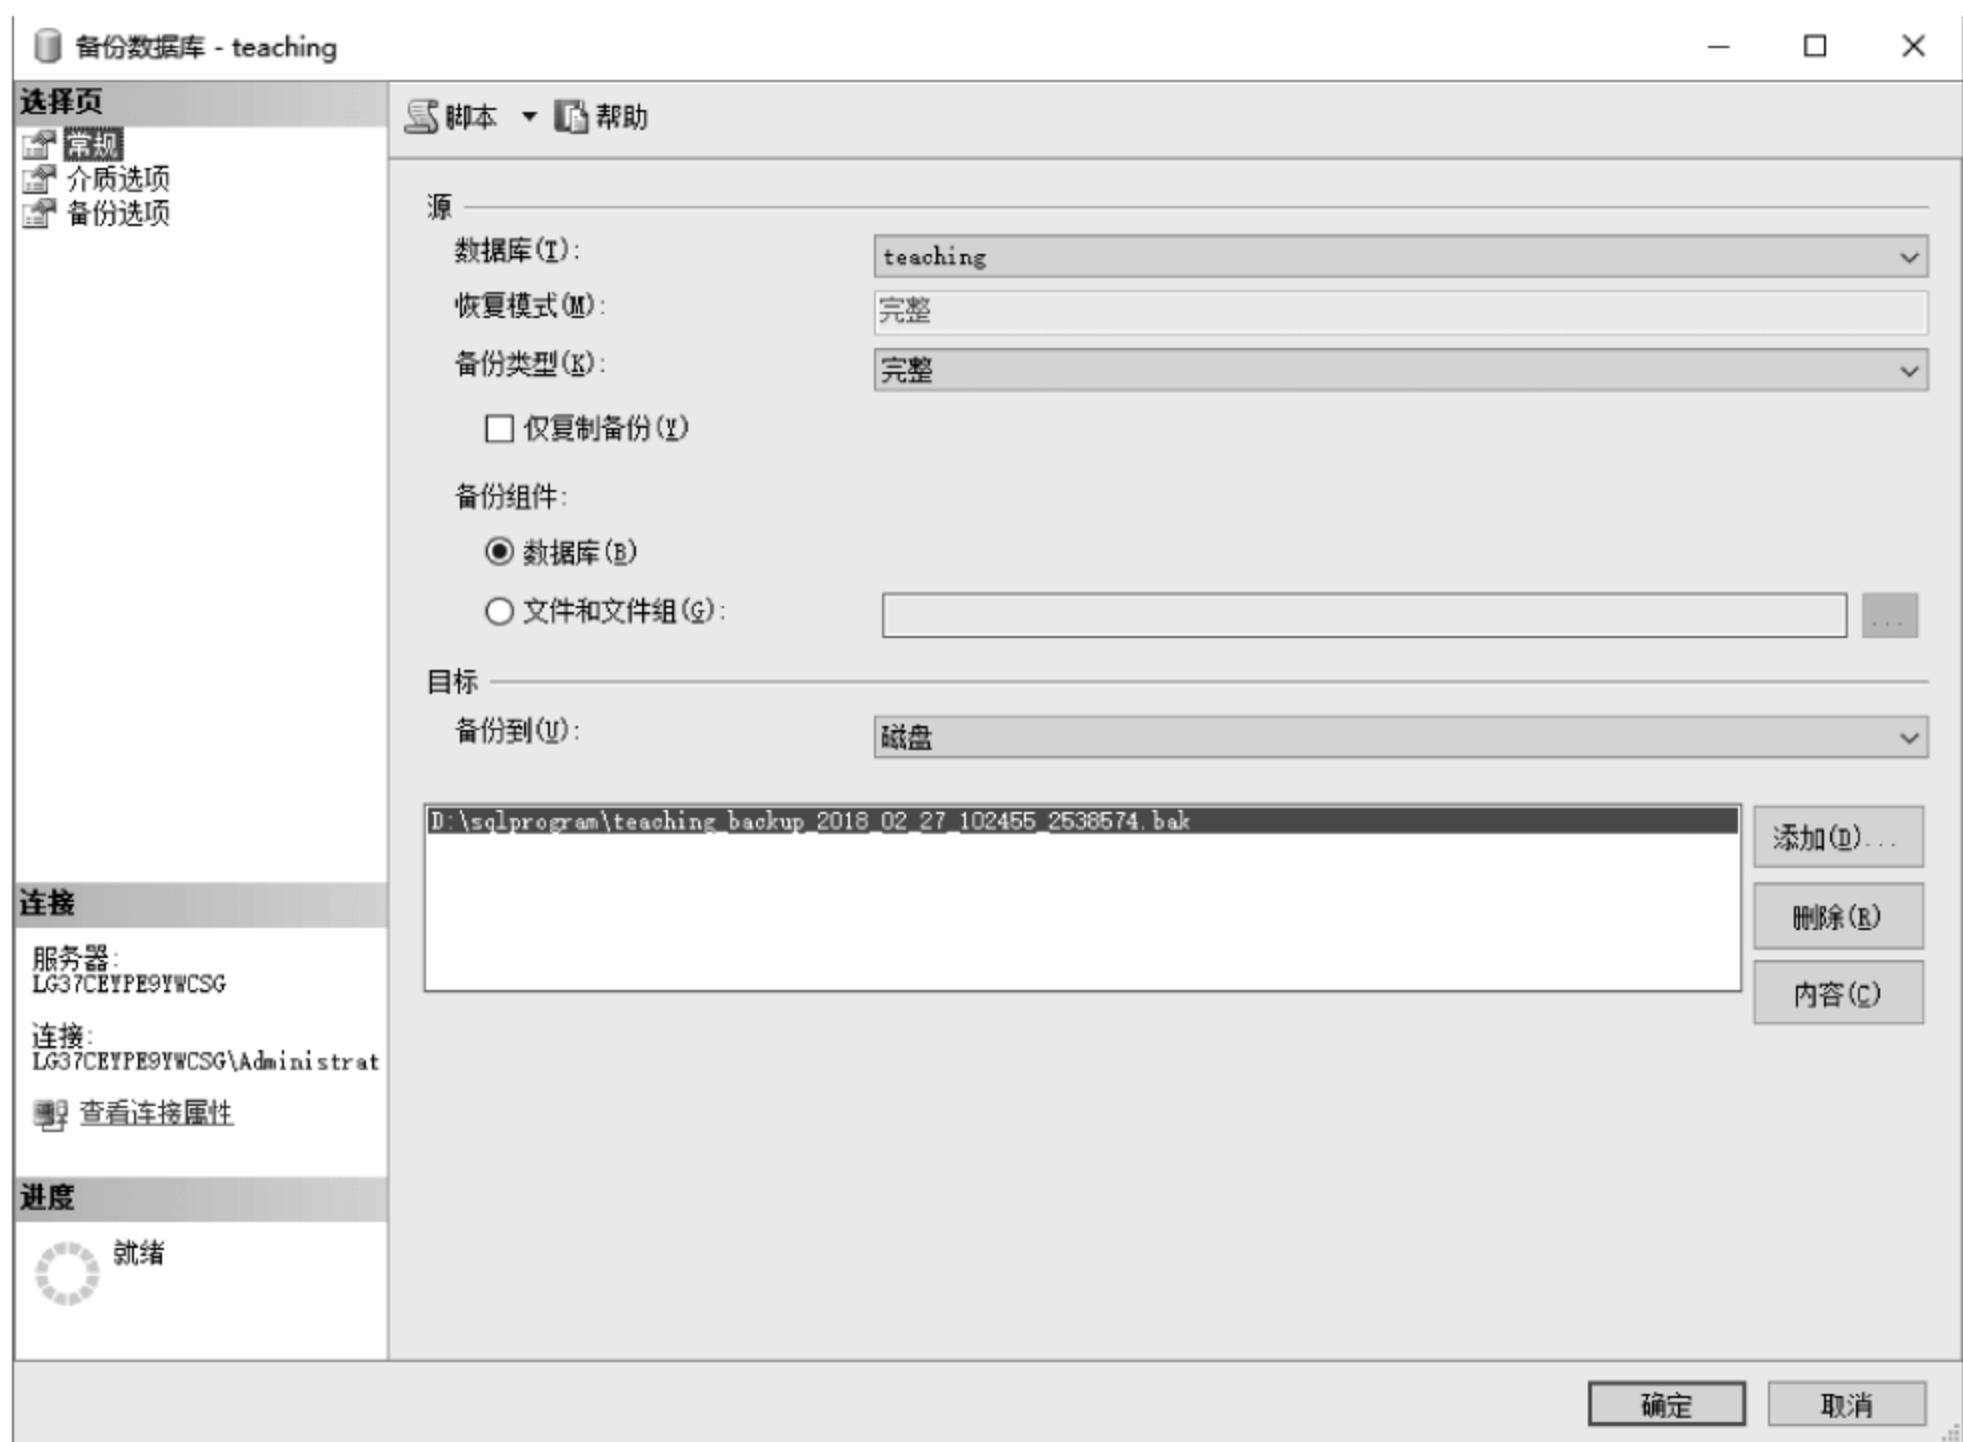 备份数据库 - teaching
选择页
常规
介质选项
备份选项
脚本
帮助
源
数据库(T):
teaching
恢复模式(M):
完整
备份类型(K):
完整
仅复制备份(Y)
备份组件:
数据库(B)
文件和文件组(G):
...
目标
备份到(U):
磁盘
D:\sqlprogram\teaching_backup_2018_02_27_102455_2538574.bak
添加(D)...
删除(R)
内容(C)
连接
服务器:
LG37CEYPE9YWCSG
连接:
LG37CEYPE9YWCSG\Administrat
查看连接属性
进度
就绪
确定
取消